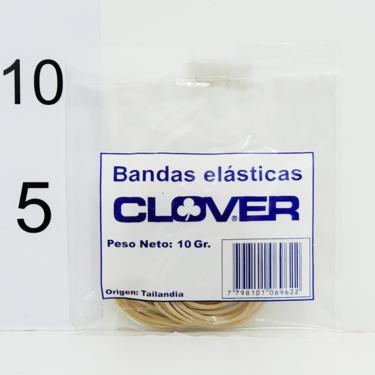 10
5
Bandas elásticas
CLOVER®
Peso Neto: 10 Gr.
Origen: Tailandia
7 798101 069622